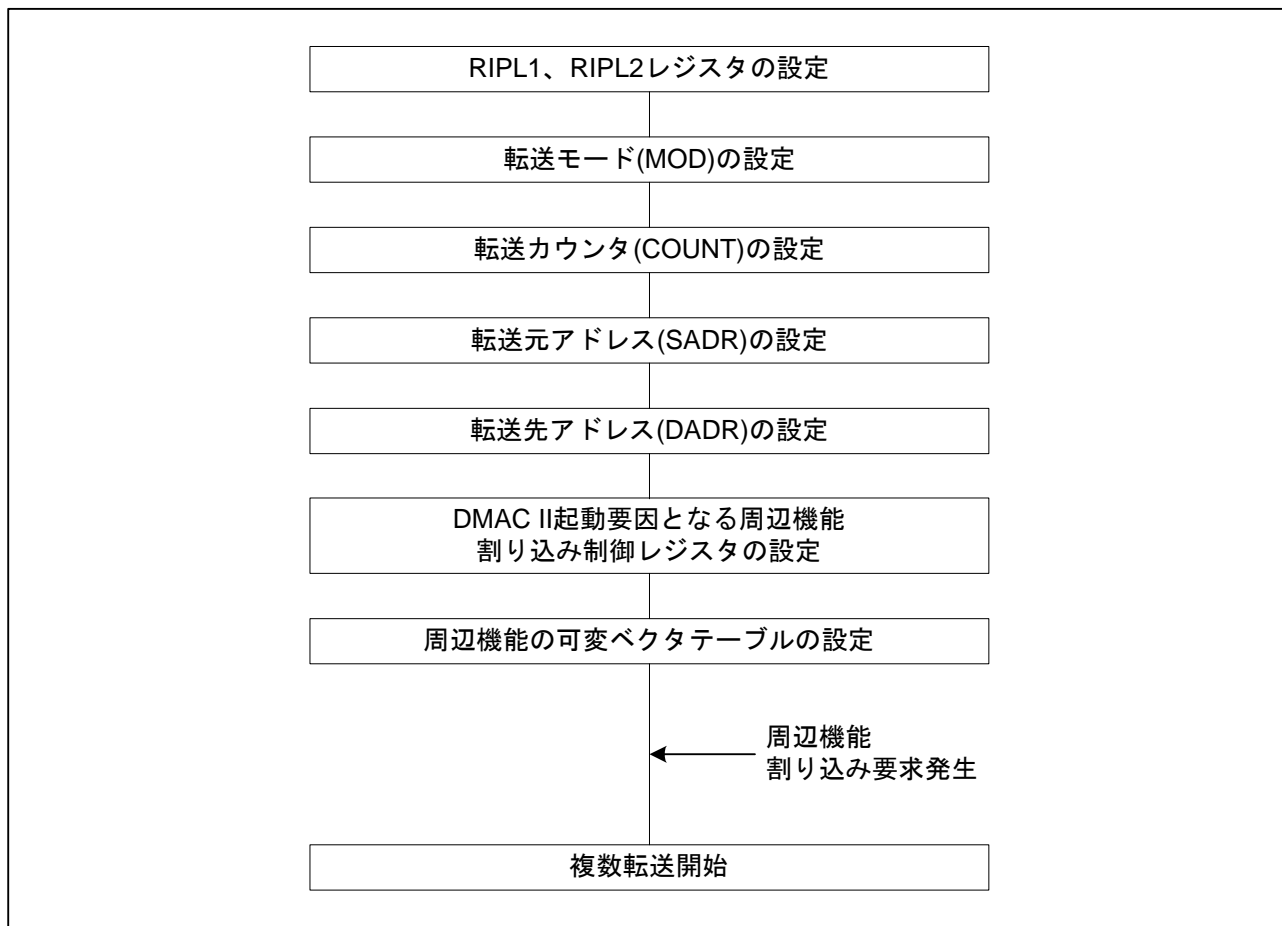 RIPL1、RIPL2レジスタの設定
転送モード(MOD)の設定
転送カウンタ(COUNT)の設定
転送元アドレス(SADR)の設定
転送先アドレス(DADR)の設定
DMAC II起動要因となる周辺機能
割り込み制御レジスタの設定
周辺機能の可変ベクタテーブルの設定
周辺機能
割り込み要求発生
複数転送開始